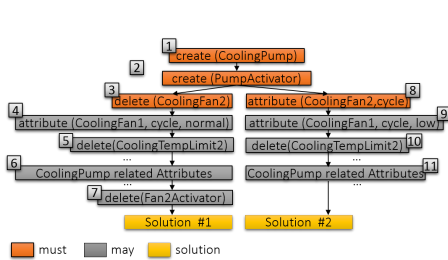 1
create (CoolingPump)
2
create (PumpActivator)
3
delete (CoolingFan2)
8
attribute (CoolingFan2,cycle)
4
attribute (CoolingFan1, cycle, normal)
9
attribute (CoolingFan1, cycle, low)
5
delete(CoolingTempLimit2)
delete(CoolingTempLimit2)
10
...
...
6
CoolingPump related Attributes
CoolingPump related Attributes
11
7
delete(Fan2Activator)
Solution #1
Solution #2
must
may
solution